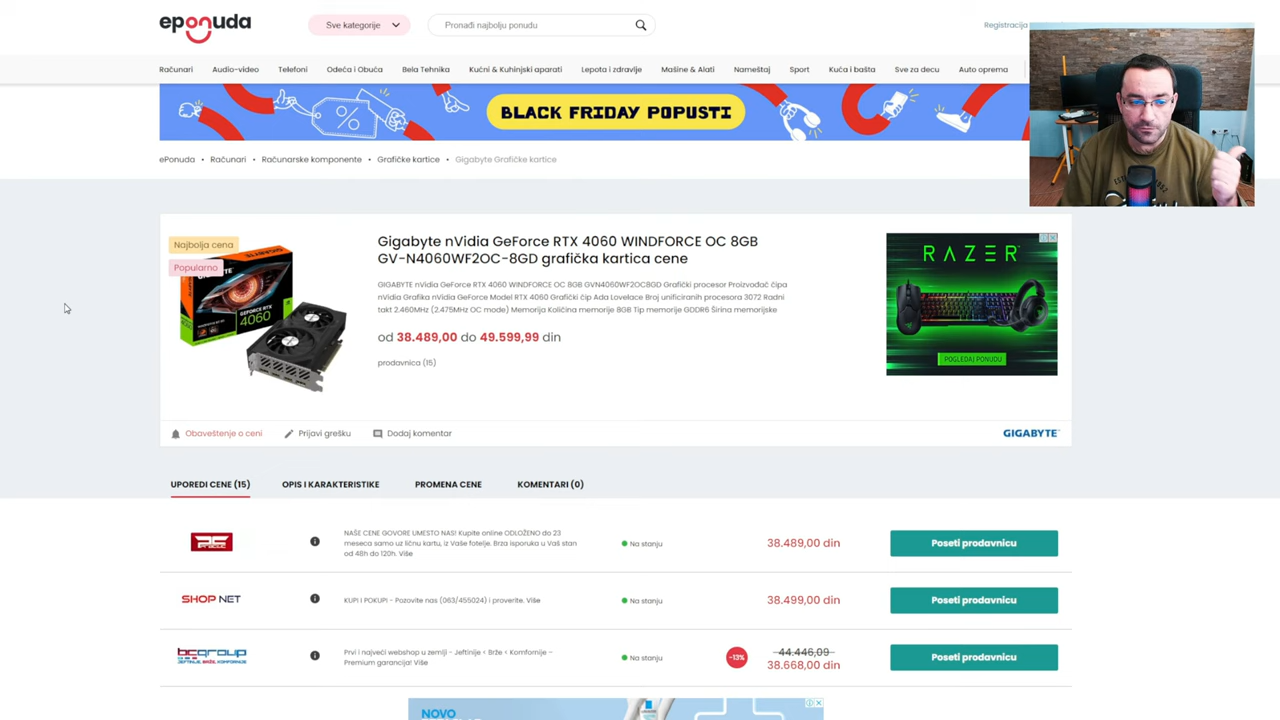 eponuda
Sve kategorije
Pronađi najbolju ponudu
Registracija
Računari Audio-video Telefoni Odeća i Obuća Bela Tehnika Kućni & Kuhinjski aparati Lepota i zdravlje Mašine & Alati Nameštaj Sport Kuća i bašta Sve za decu Auto oprema
BLACK FRIDAY POPUSTI
ePonuda • Računari • Računarske komponente • Grafičke kartice • Gigabyte Grafičke kartice
Najbolja cena
Popularno
Gigabyte nVidia GeForce RTX 4060 WINDFORCE OC 8GB
GV-N4060WF2OC-8GD grafička kartica cene
GIGABYTE nVidia GeForce RTX 4060 WINDFORCE OC 8GB GVN4060WF2OC8GD Grafički procesor Proizvođač čipa
nVidia Grafika nVidia GeForce Model RTX 4060 Grafički čip Ada Lovelace Broj unificiranih procesora 3072 Radni
takt 2.460MHz (2.475MHz OC mode) Memorija Količina memorije 8GB Tip memorije GDDR6 Širina memorijske
od 38.489,00 do 49.599,99 din
prodavnica (15)
RAZER
POGLEDAJ PONUDU
Obaveštenje o ceni
Prijavi grešku
Dodaj komentar
GIGABYTE
UPOREDI CENE (15) OPIS I KARAKTERISTIKE PROMENA CENE KOMENTARI (0)
NAŠE CENE GOVORE UMESTO NAS! Kupite online ODLOŽENO do 23
meseca samo uz ličnu kartu, iz Vaše fotelje. Brza isporuka u Vaš stan
od 48h do 120h. Više
Na stanju
38.489,00 din
Poseti prodavnicu
SHOP NET
KUPI I POKUPI - Pozovite nas (063/455024) i proverite. Više
Na stanju
38.499,00 din
Poseti prodavnicu
bcgroup
JEFTINIJE, BRŽE, KOMFORNIJE
Prvi i najveći webshop u zemlji - Jeftinije < Brže < Komfornije –
Premium garancija! Više
Na stanju
-13%
44.446,09
38.668,00 din
Poseti prodavnicu
NOVO